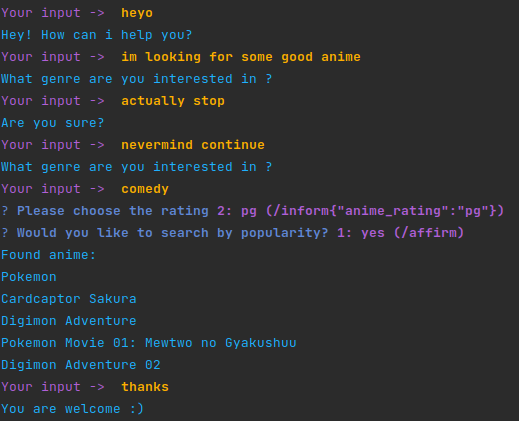 Your input ->  heyo
Hey! How can i help you?
Your input ->  im looking for some good anime
What genre are you interested in ?
Your input ->  actually stop
Are you sure?
Your input ->  nevermind continue
What genre are you interested in ?
Your input ->  comedy
? Please choose the rating 2: pg (/inform{"anime_rating":"pg"})
? Would you like to search by popularity? 1: yes (/affirm)
Found anime:
Pokemon
Cardcaptor Sakura
Digimon Adventure
Pokemon Movie 01: Mewtwo no Gyakushuu
Digimon Adventure 02
Your input ->  thanks
You are welcome :)